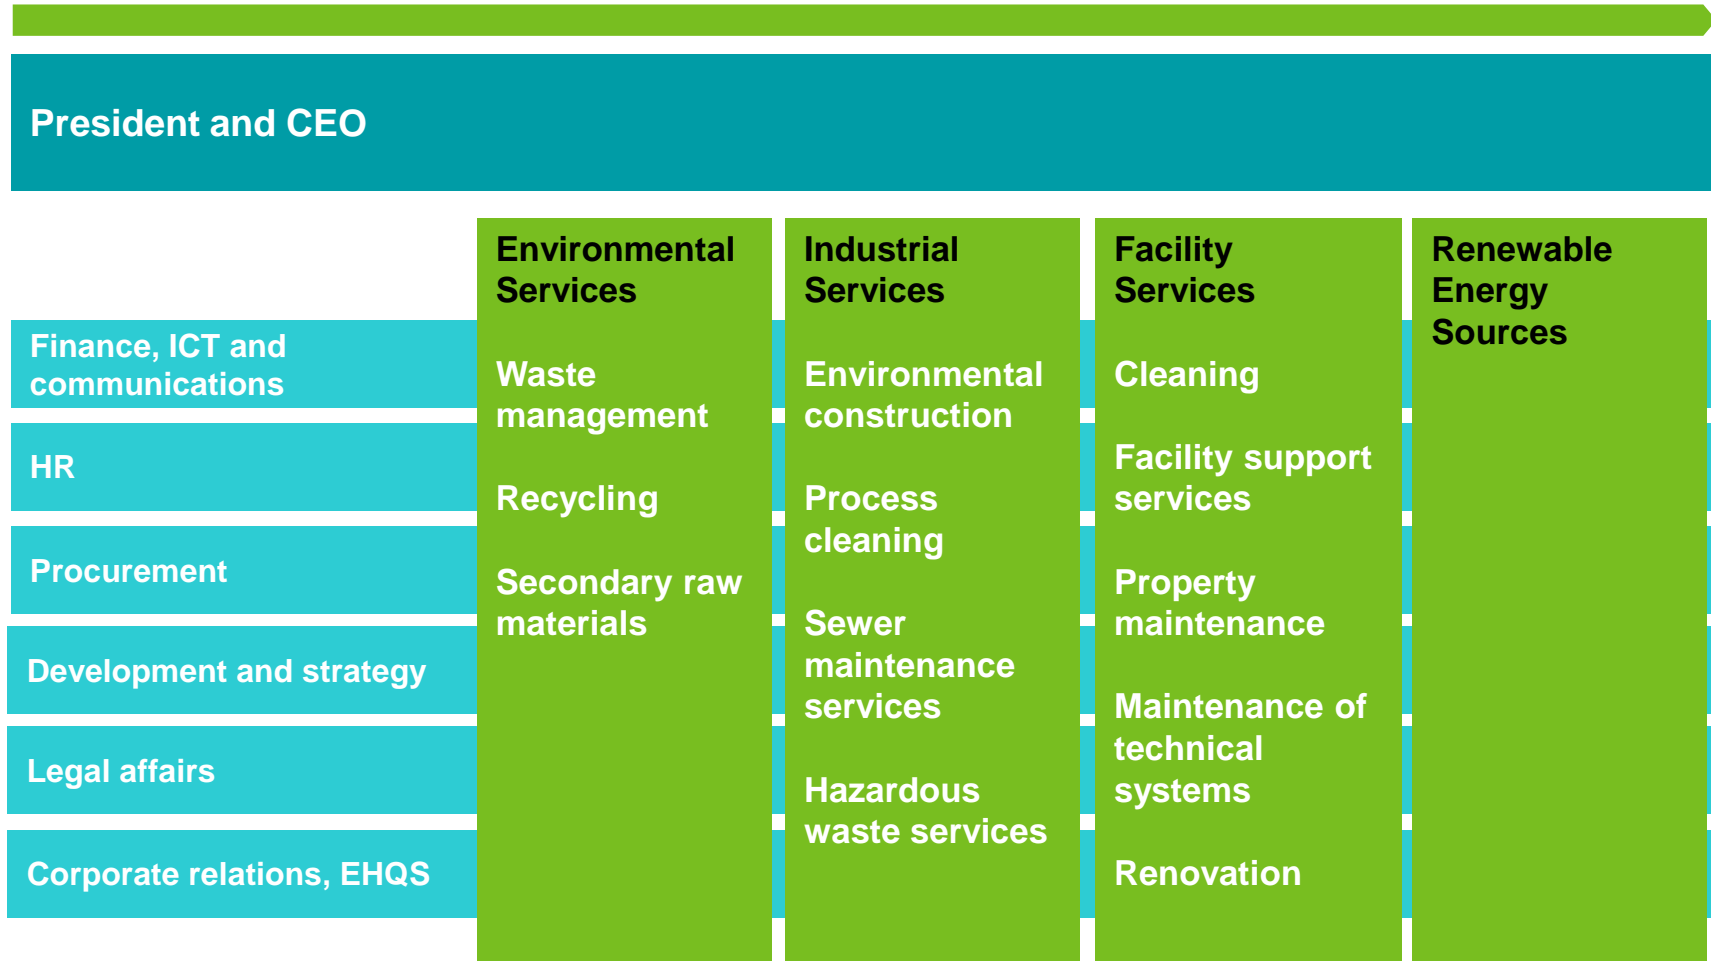 President and CEO
Finance, ICT and
communications
HR
Procurement
Development and strategy
Legal affairs
Corporate relations, EHQS
Environmental
Services
Waste
management
Recycling
Secondary raw
materials
Industrial
Services
Environmental
construction
Process
cleaning
Sewer
maintenance
services
Hazardous
waste services
Facility
Services
Cleaning
Facility support
services
Property
maintenance
Maintenance of
technical
systems
Renovation
Renewable
Energy
Sources